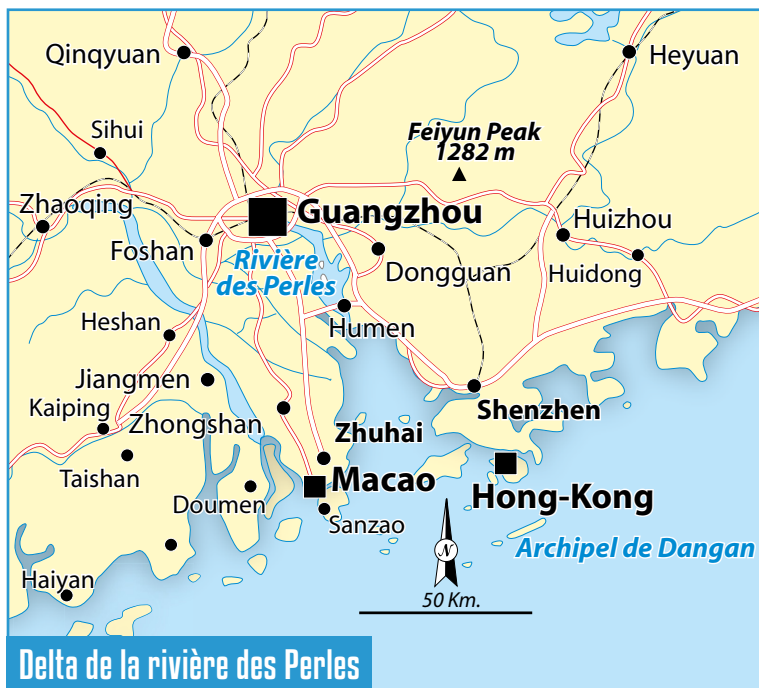 Qinqyuan
Heyuan
Sihui
Feiyun Peak
1282 m
Zhaoqing
Guangzhou
Huizhou
Foshan
Rivière
des Perles
Dongguan
Huidong
Heshan
Humen
Jiangmen
Kaiping
Zhongshan
Shenzhen
Zhuhai
Taishan
Macao
Doumen
Hong-Kong
Sanzao
N
Archipel de Dangan
Haiyan
50 Km.
Delta de la rivière des Perles